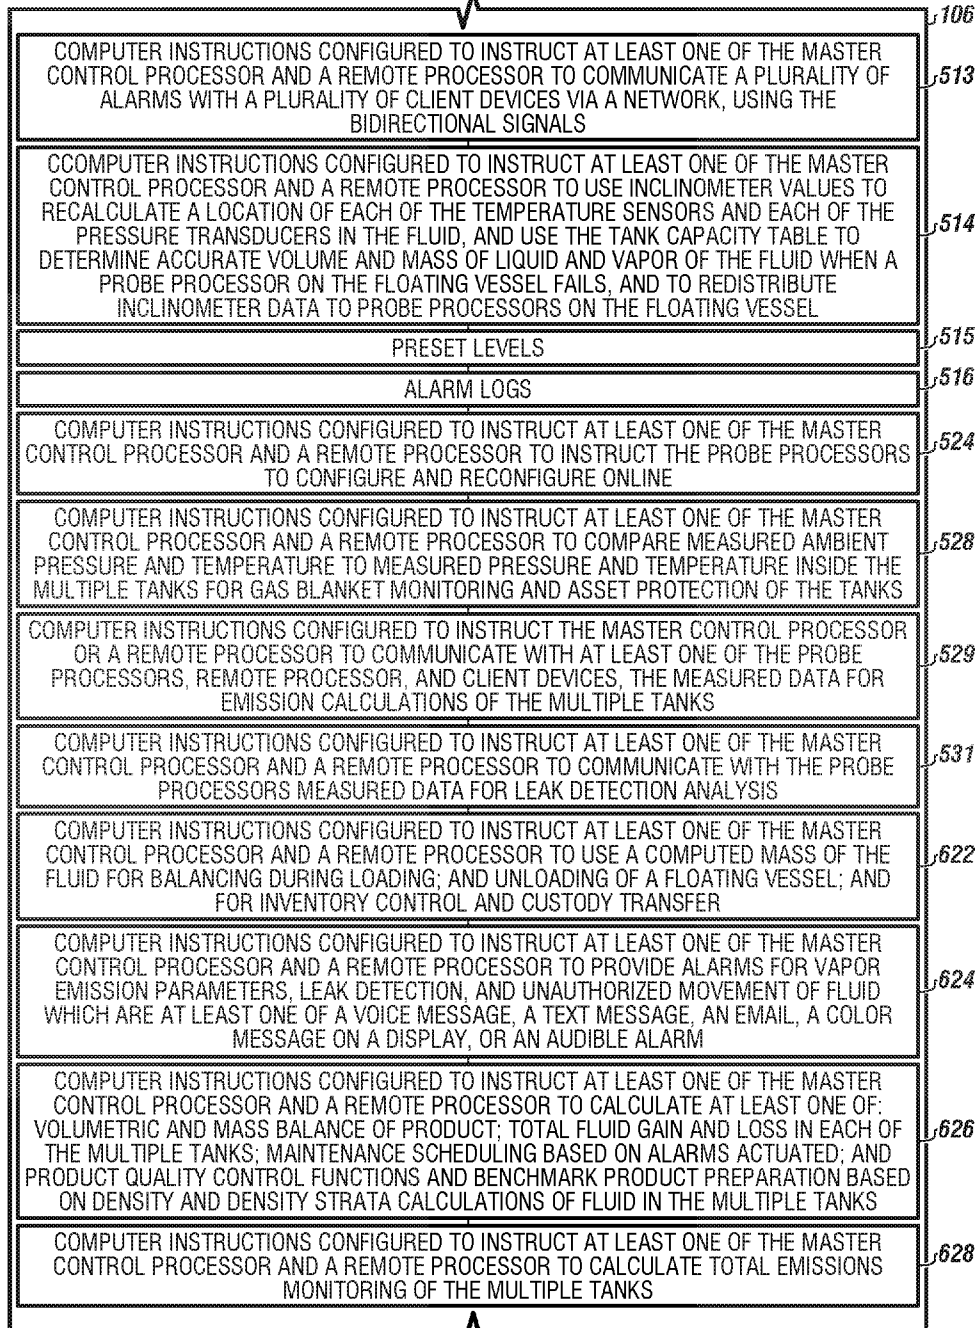 106
COMPUTER INSTRUCTIONS CONFIGURED TO INSTRUCT AT LEAST ONE OF THE MASTER
CONTROL PROCESSOR AND A REMOTE PROCESSOR TO COMMUNICATE A PLURALITY OF
ALARMS WITH A PLURALITY OF CLIENT DEVICES VIA A NETWORK, USING THE
BIDIRECTIONAL SIGNALS
513
CCOMPUTER INSTRUCTIONS CONFIGURED TO INSTRUCT AT LEAST ONE OF THE MASTER
CONTROL PROCESSOR AND A REMOTE PROCESSOR TO USE INCLINOMETER VALUES TO
RECALCULATE A LOCATION OF EACH OF THE TEMPERATURE SENSORS AND EACH OF THE
PRESSURE TRANSDUCERS IN THE FLUID, AND USE THE TANK CAPACITY TABLE TO
DETERMINE ACCURATE VOLUME AND MASS OF LIQUID AND VAPOR OF THE FLUID WHEN A
PROBE PROCESSOR ON THE FLOATING VESSEL FAILS, AND TO REDISTRIBUTE
INCLINOMETER DATA TO PROBE PROCESSORS ON THE FLOATING VESSEL
514
PRESET LEVELS
515
ALARM LOGS
516
COMPUTER INSTRUCTIONS CONFIGURED TO INSTRUCT AT LEAST ONE OF THE MASTER
CONTROL PROCESSOR AND A REMOTE PROCESSOR TO INSTRUCT THE PROBE PROCESSORS
TO CONFIGURE AND RECONFIGURE ONLINE
524
COMPUTER INSTRUCTIONS CONFIGURED TO INSTRUCT AT LEAST ONE OF THE MASTER
CONTROL PROCESSOR AND A REMOTE PROCESSOR TO COMPARE MEASURED AMBIENT
PRESSURE AND TEMPERATURE TO MEASURED PRESSURE AND TEMPERATURE INSIDE THE
MULTIPLE TANKS FOR GAS BLANKET MONITORING AND ASSET PROTECTION OF THE TANKS
528
COMPUTER INSTRUCTIONS CONFIGURED TO INSTRUCT THE MASTER CONTROL PROCESSOR
OR A REMOTE PROCESSOR TO COMMUNICATE WITH AT LEAST ONE OF THE PROBE
PROCESSORS, REMOTE PROCESSOR, AND CLIENT DEVICES, THE MEASURED DATA FOR
EMISSION CALCULATIONS OF THE MULTIPLE TANKS
529
COMPUTER INSTRUCTIONS CONFIGURED TO INSTRUCT AT LEAST ONE OF THE MASTER
CONTROL PROCESSOR AND A REMOTE PROCESSOR TO COMMUNICATE WITH THE PROBE
PROCESSORS MEASURED DATA FOR LEAK DETECTION ANALYSIS
531
COMPUTER INSTRUCTIONS CONFIGURED TO INSTRUCT AT LEAST ONE OF THE MASTER
CONTROL PROCESSOR AND A REMOTE PROCESSOR TO USE A COMPUTED MASS OF THE
FLUID FOR BALANCING DURING LOADING; AND UNLOADING OF A FLOATING VESSEL; AND
FOR INVENTORY CONTROL AND CUSTODY TRANSFER
622
COMPUTER INSTRUCTIONS CONFIGURED TO INSTRUCT AT LEAST ONE OF THE MASTER
CONTROL PROCESSOR AND A REMOTE PROCESSOR TO PROVIDE ALARMS FOR VAPOR
EMISSION PARAMETERS, LEAK DETECTION, AND UNAUTHORIZED MOVEMENT OF FLUID
WHICH ARE AT LEAST ONE OF A VOICE MESSAGE, A TEXT MESSAGE, AN EMAIL, A COLOR
MESSAGE ON A DISPLAY, OR AN AUDIBLE ALARM
624
COMPUTER INSTRUCTIONS CONFIGURED TO INSTRUCT AT LEAST ONE OF THE MASTER
CONTROL PROCESSOR AND A REMOTE PROCESSOR TO CALCULATE AT LEAST ONE OF:
VOLUMETRIC AND MASS BALANCE OF PRODUCT; TOTAL FLUID GAIN AND LOSS IN EACH OF
THE MULTIPLE TANKS; MAINTENANCE SCHEDULING BASED ON ALARMS ACTUATED; AND
PRODUCT QUALITY CONTROL FUNCTIONS AND BENCHMARK PRODUCT PREPARATION BASED
ON DENSITY AND DENSITY STRATA CALCULATIONS OF FLUID IN THE MULTIPLE TANKS
626
COMPUTER INSTRUCTIONS CONFIGURED TO INSTRUCT AT LEAST ONE OF THE MASTER
CONTROL PROCESSOR AND A REMOTE PROCESSOR TO CALCULATE TOTAL EMISSIONS
MONITORING OF THE MULTIPLE TANKS
628